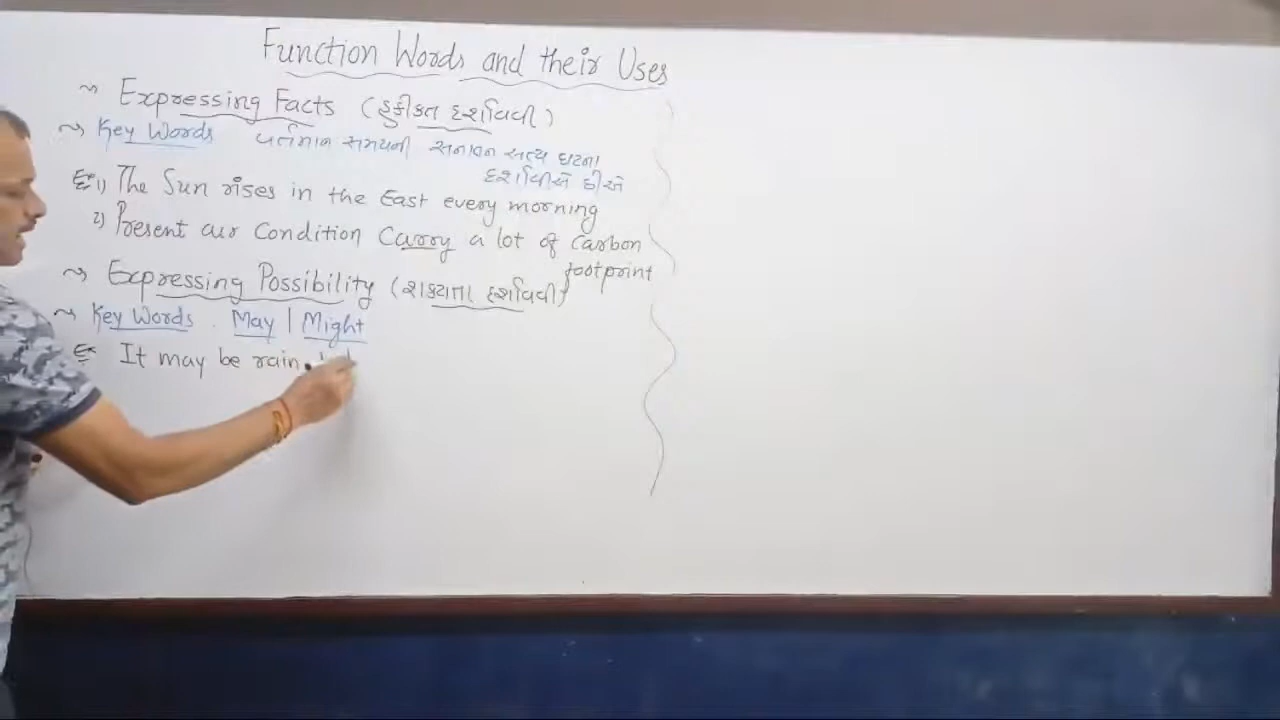 Function Words and their Uses
Expressing Facts (હકીકત દર્શાવવી)
Key Words વર્તમાન સમયની સનાતન સત્ય ઘટના
દર્શાવીએ છીએ
Ex 1) The Sun rises in the East every morning
2) Present air Condition Carry a lot of Carbon
footprint
Expressing Possibility (શક્યતા દર્શાવવી)
Key Words. May | Might
Ex It may be rain